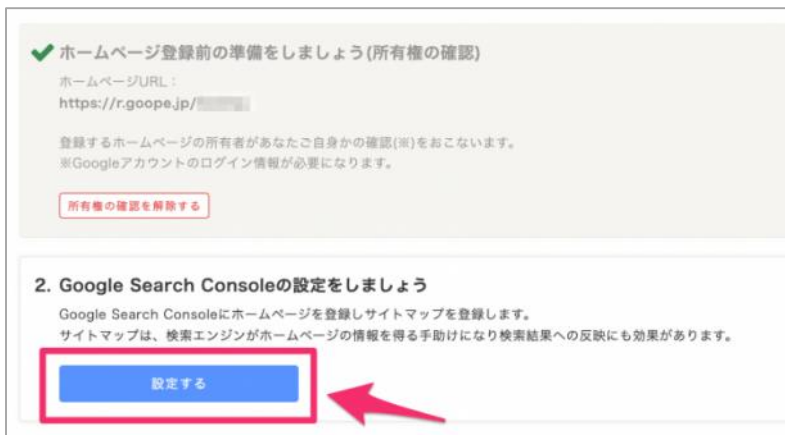 ホームページ登録前の準備をしましょう(所有権の確認)
ホームページURL：
https://r.goope.jp/
登録するホームページの所有者があなたご自身かの確認(※)をおこないます。
※Googleアカウントのログイン情報が必要になります。
所有権の確認を解除する
2. Google Search Consoleの設定をしましょう
Google Search Consoleにホームページを登録しサイトマップを登録します。
サイトマップは、検索エンジンがホームページの情報を得る手助けになり検索結果への反映にも効果があります。
設定する